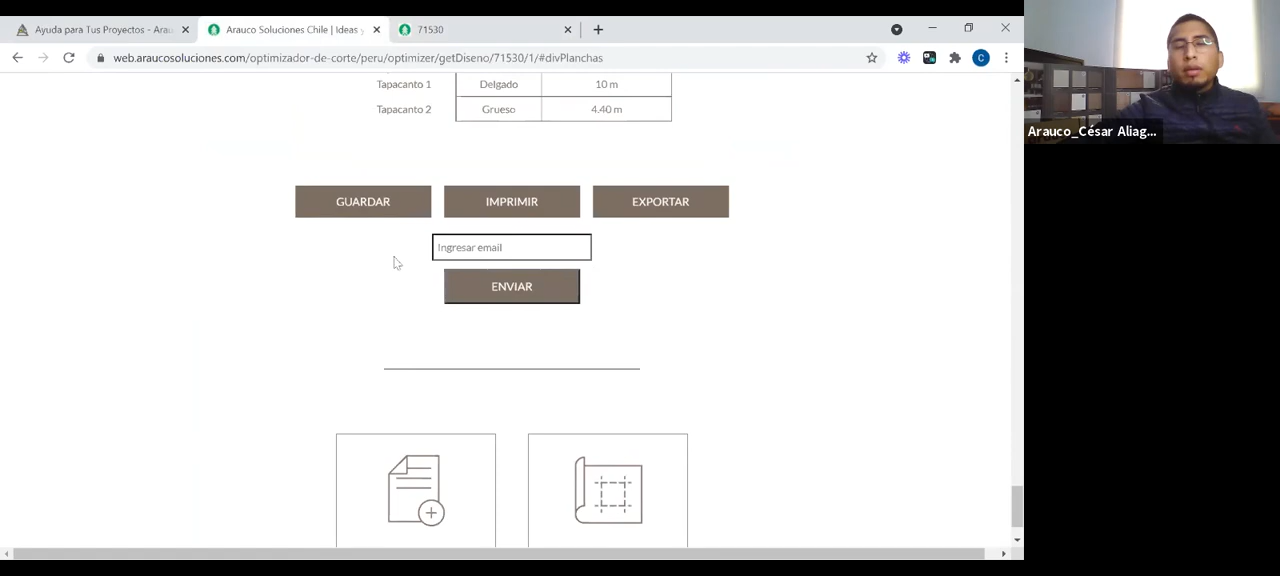 Ayuda para Tus Proyectos - Arau
Arauco Soluciones Chile | Ideas
71530
web.araucosoluciones.com/optimizador-de-corte/peru/optimizer/getDiseno/71530/1/#divPlanchas
C
Tapacanto 1 Delgado 10 m
Tapacanto 2 Grueso 4.40 m
GUARDAR IMPRIMIR EXPORTAR
Ingresar email
ENVIAR
Arauco_César Aliag...